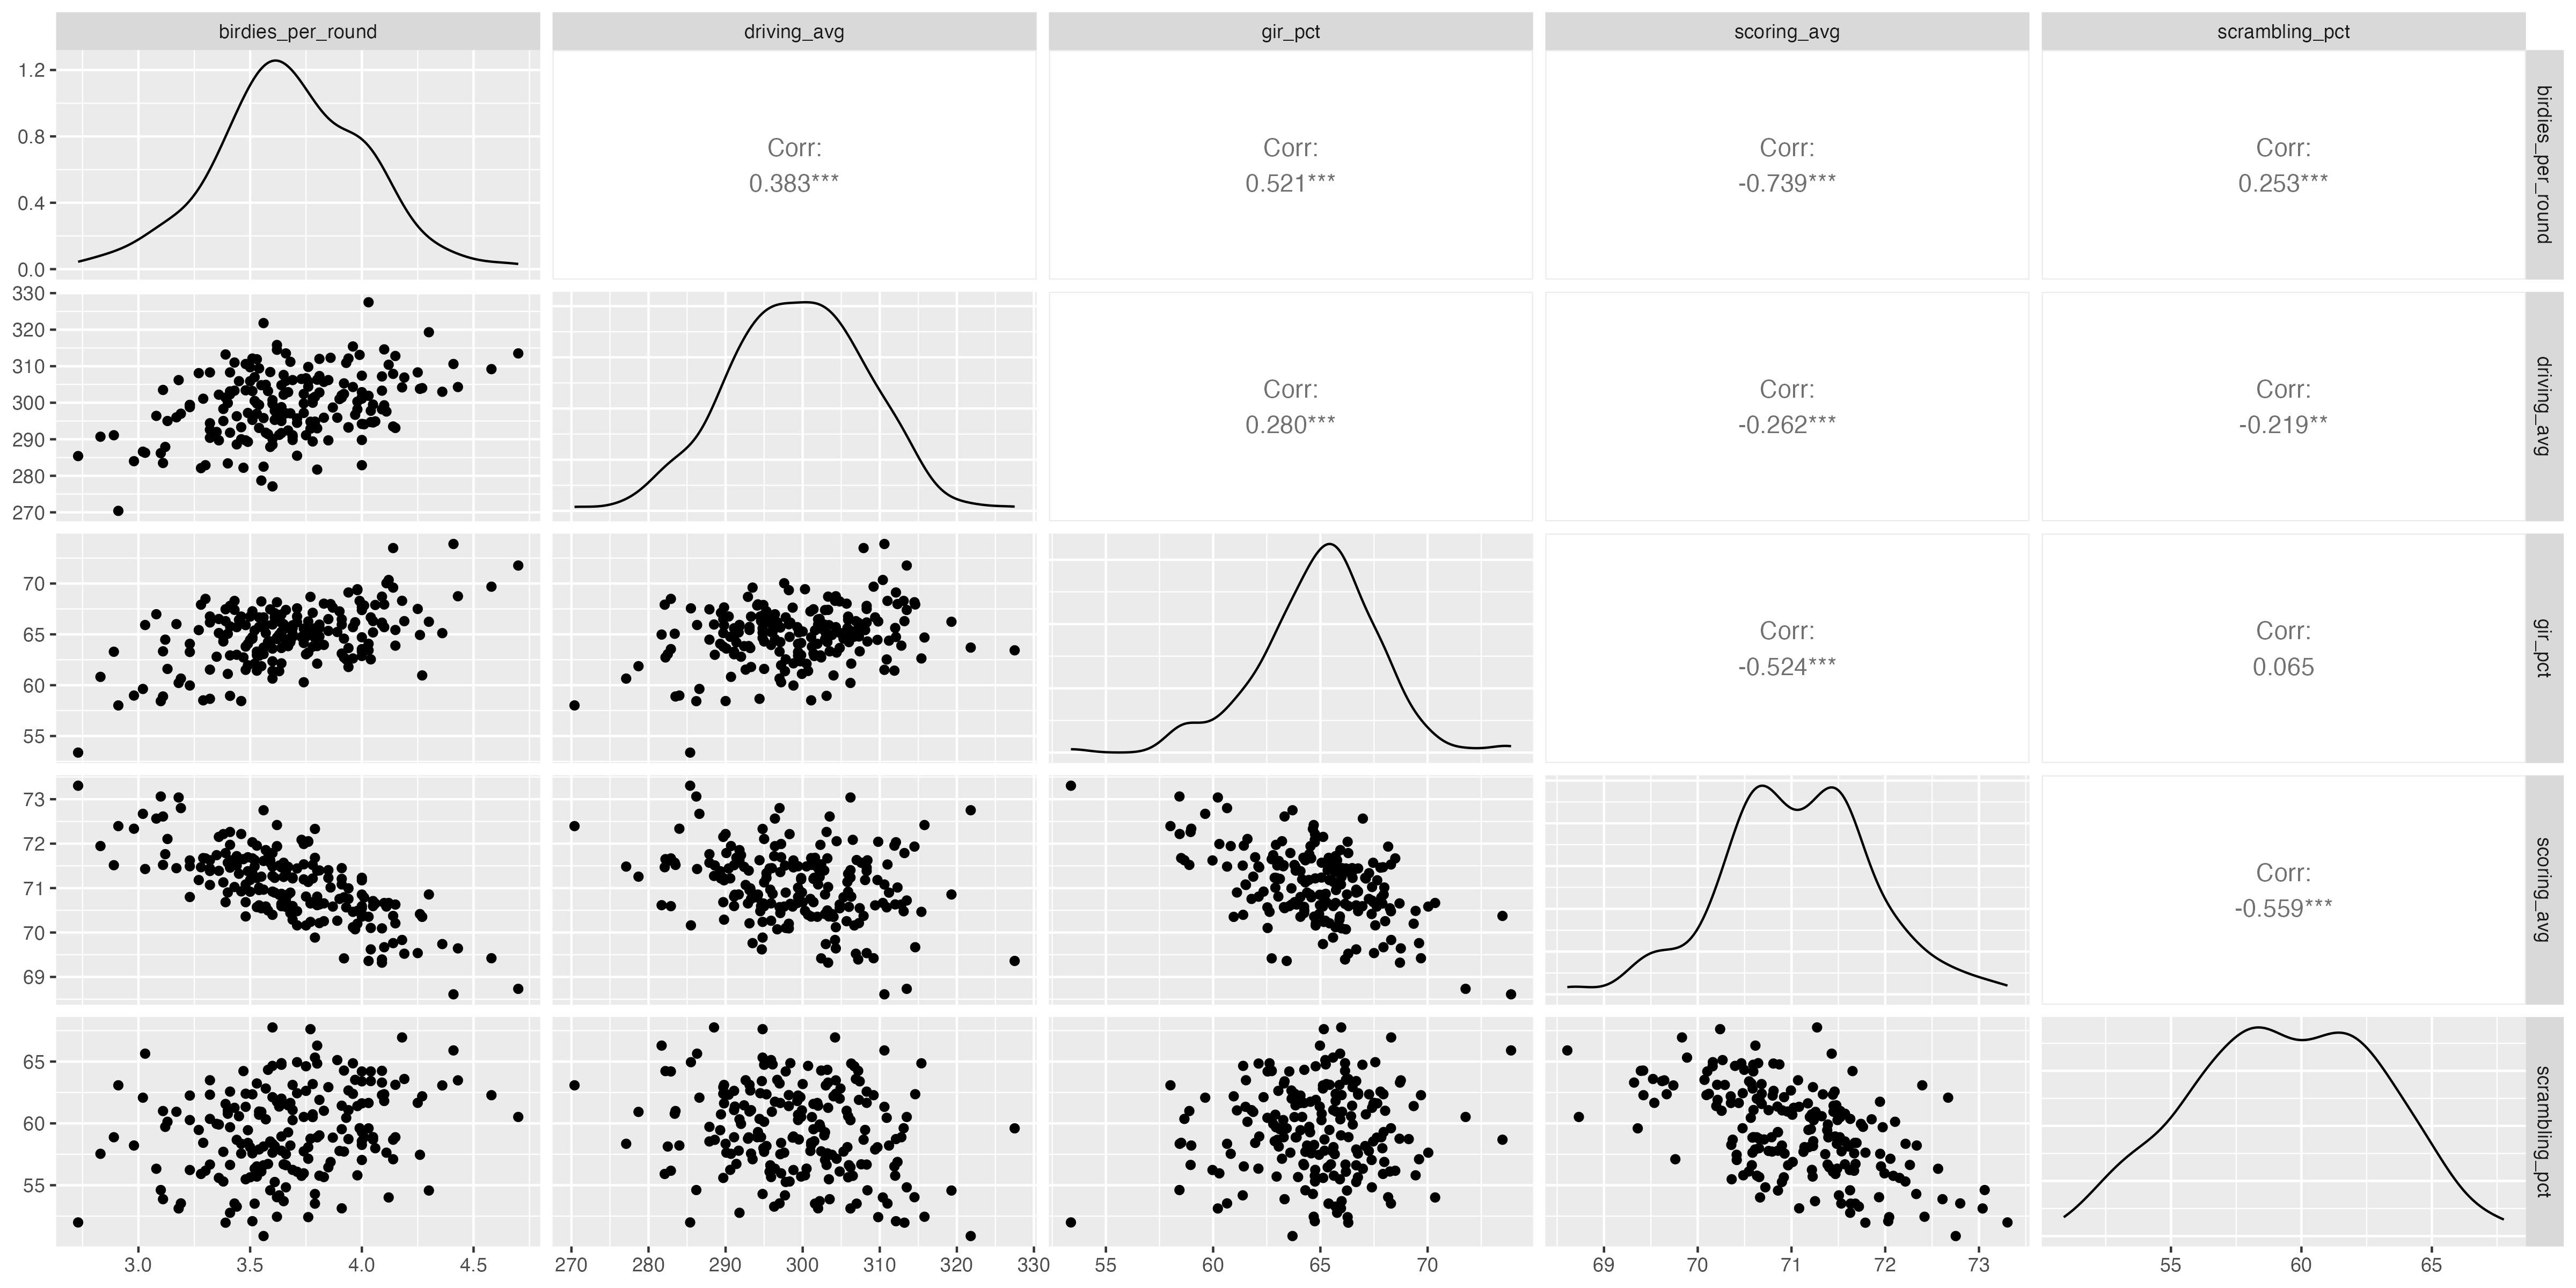 birdies_per_round driving_avg gir_pct scoring_avg scrambling_pct
1.2
0.8
0.4
0.0
Corr:
0.383***
Corr:
0.521***
Corr:
-0.739***
Corr:
0.253***
birdies_per_round
330
320
310
300
290
280
270
Corr:
0.280***
Corr:
-0.262***
Corr:
-0.219**
driving_avg
70
65
60
55
Corr:
-0.524***
Corr:
0.065
gir_pct
73
72
71
70
69
Corr:
-0.559***
scoring_avg
65
60
55
scrambling_pct
3.0 3.5 4.0 4.5 270 280 290 300 310 320 330 55 60 65 70 69 70 71 72 73 55 60 65